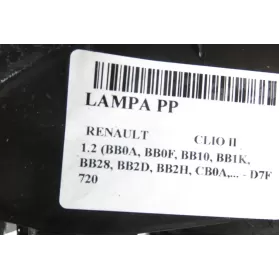 LAMPA PP
RENAULT CLIO II
1.2 (BB0A, BB0F, BB10, BB1K,
BB28, BB2D, BB2H, CB0A,... - D7F
720